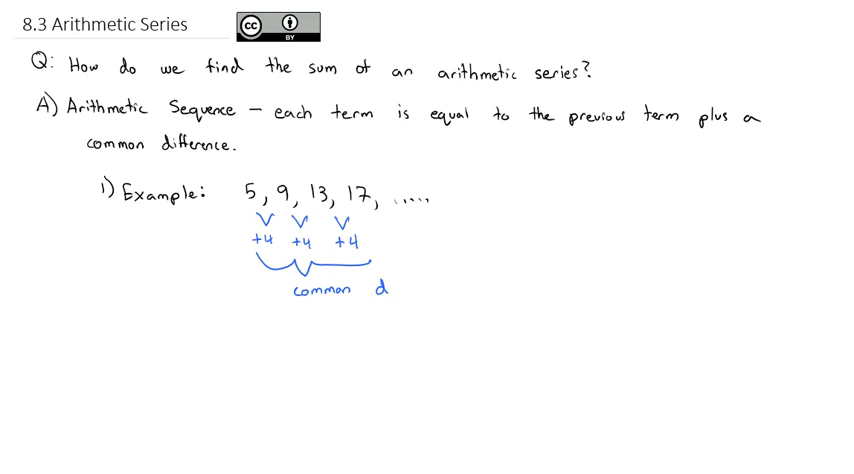 8.3 Arithmetic Series
cc BY
Q: How do we find the sum of an arithmetic series?
A) Arithmetic Sequence – each term is equal to the previous term plus a
common difference.
1) Example: 5, 9, 13, 17, .....
+4 +4 +4
common d